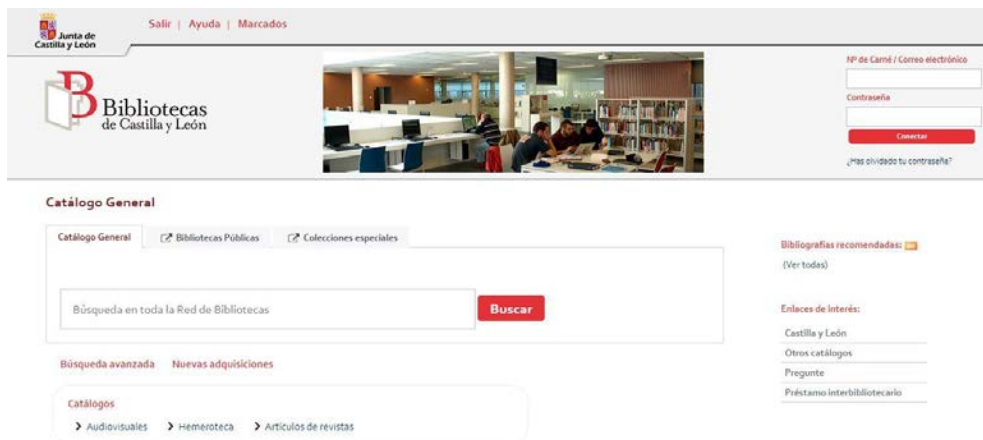 Junta de
Castilla y León
Salir | Ayuda | Marcados
Bibliotecas
de Castilla y León
Nº de Carné / Correo electrónico
Contraseña
Conectar
¿Has olvidado tu contraseña?
Catálogo General
Catálogo General
Bibliotecas Públicas
Colecciones especiales
Búsqueda en toda la Red de Bibliotecas
Buscar
Búsqueda avanzada
Nuevas adquisiciones
Catálogos
Audiovisuales
Hemeroteca
Artículos de revistas
Bibliografías recomendadas:
(Ver todas)
Enlaces de interés:
Castilla y León
Otros catálogos
Pregunte
Préstamo interbibliotecario